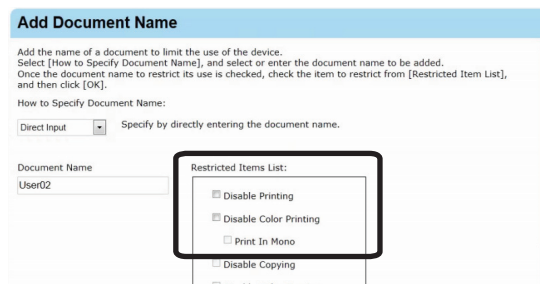 Add Document Name
Add the name of a document to limit the use of the device.
Select [How to Specify Document Name], and select or enter the document name to be added.
Once the document name to restrict its use is checked, check the item to restrict from [Restricted Item List],
and then click [OK].
How to Specify Document Name:
Direct Input Specify by directly entering the document name.
Document Name Restricted Items List:
User02
Disable Printing
Disable Color Printing
Print In Mono
Disable Copying